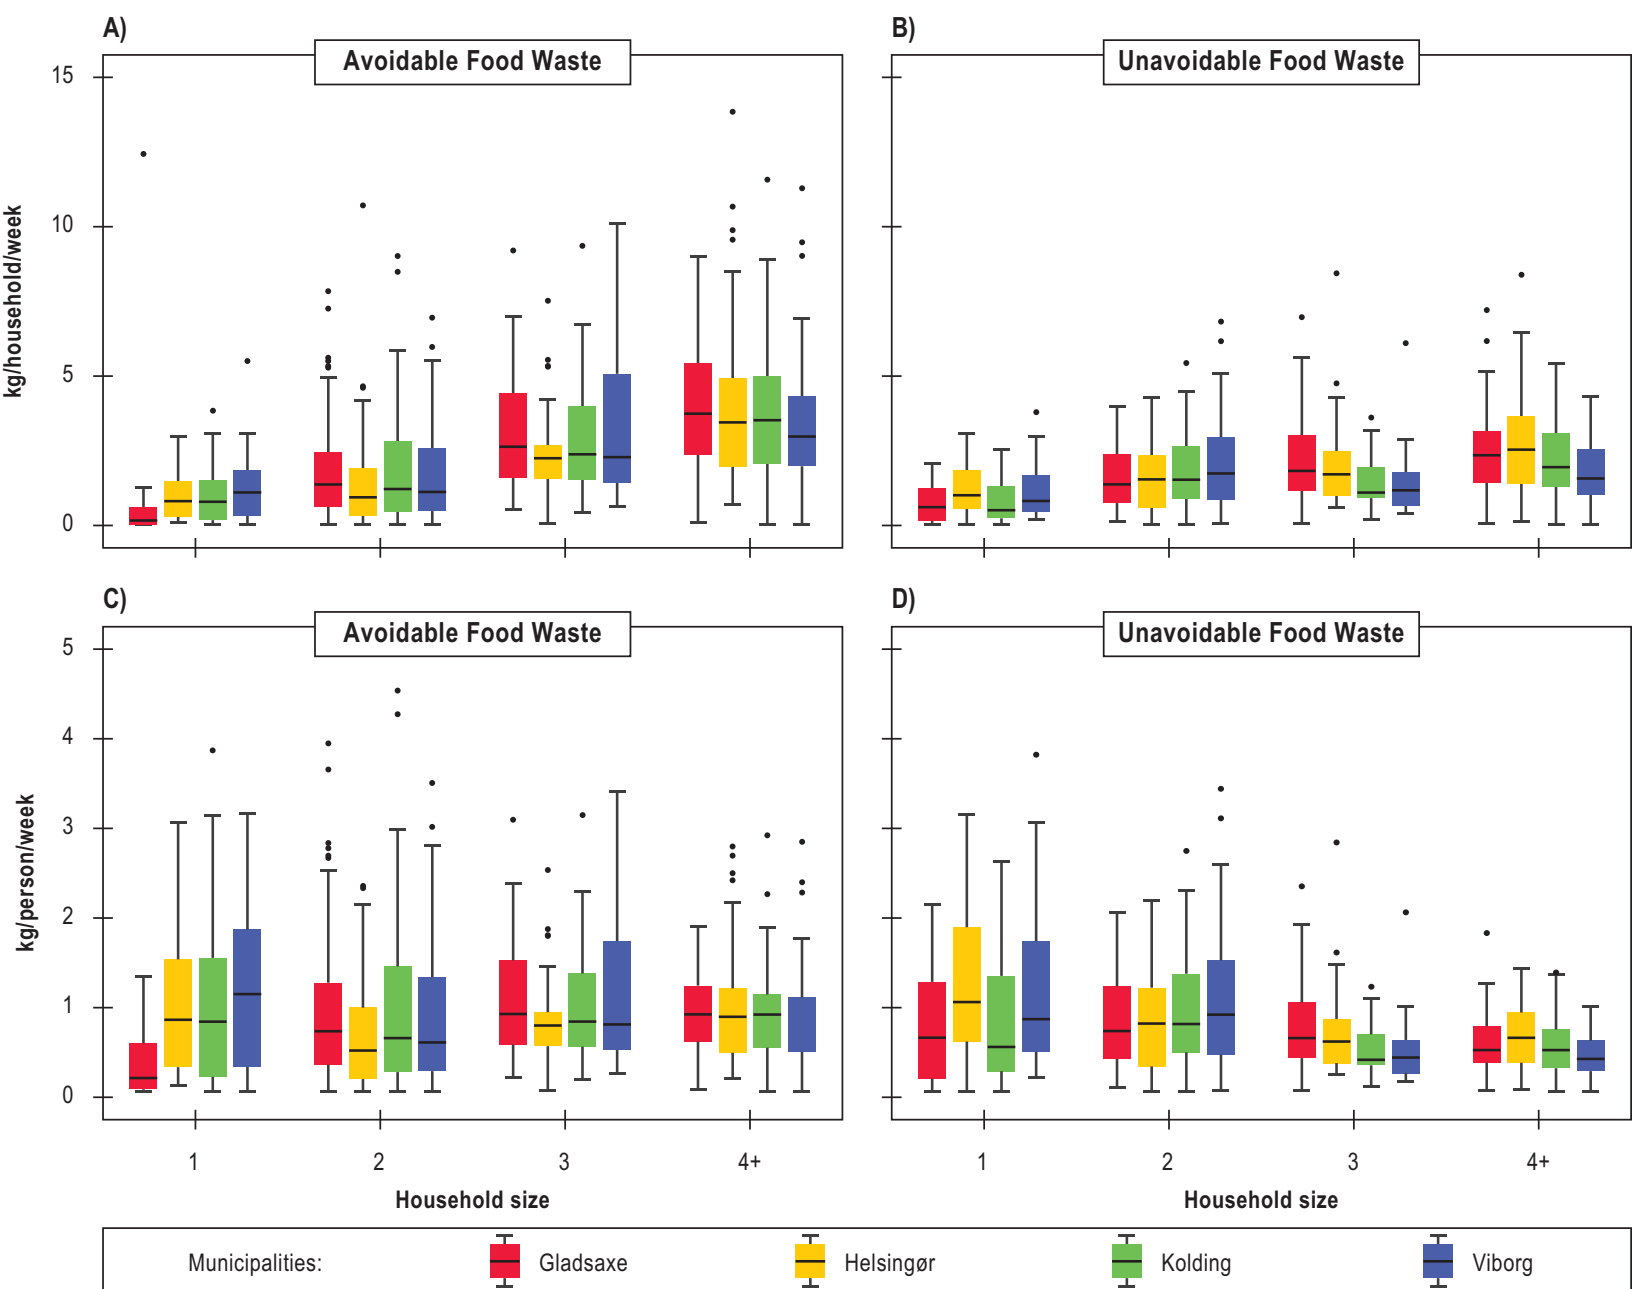 A)
B)
Avoidable Food Waste
Unavoidable Food Waste
15
10
5
0
kg/household/week
C)
D)
Avoidable Food Waste
Unavoidable Food Waste
5
4
3
2
1
0
kg/person/week
1 2 3 4+
1 2 3 4+
Household size
Household size
Municipalities: Gladsaxe Helsingør Kolding Viborg